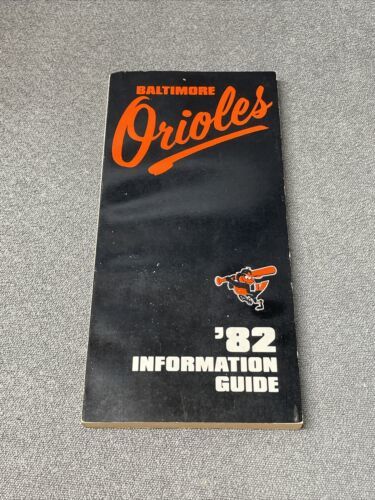 BALTIMORE
Orioles
'82
INFORMATION
GUIDE